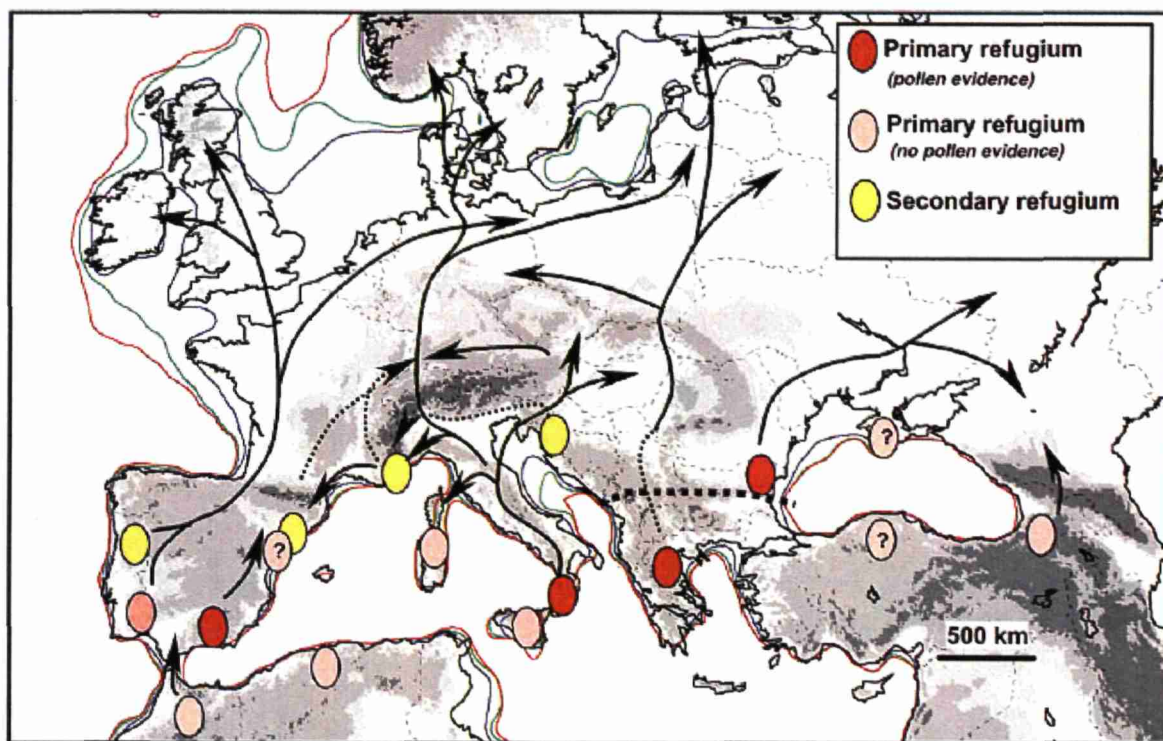 Primary refugium
(pollen evidence)
Primary refugium
(no pollen evidence)
Secondary refugium
?
?
?
500 km